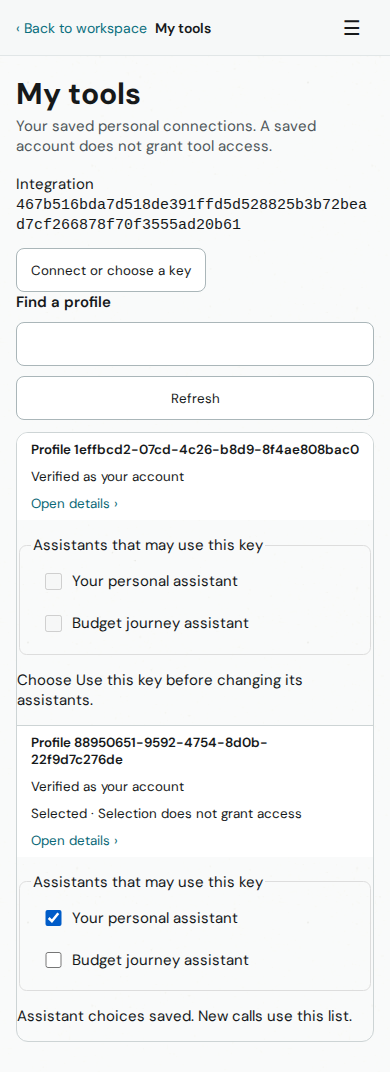 ‹ Back to workspace My tools ☰
My tools
Your saved personal connections. A saved
account does not grant tool access.
Integration
467b516bda7d518de391ffd5d528825b3b72bea
d7cf266878f70f3555ad20b61
Connect or choose a key
Find a profile
Refresh
Profile 1effbcd2-07cd-4c26-b8d9-8f4ae808bac0
Verified as your account
Open details ›
Assistants that may use this key
Your personal assistant
Budget journey assistant
Choose Use this key before changing its
assistants.
Profile 88950651-9592-4754-8d0b-
22f9d7c276de
Verified as your account
Selected · Selection does not grant access
Open details ›
Assistants that may use this key
Your personal assistant
Budget journey assistant
Assistant choices saved. New calls use this list.